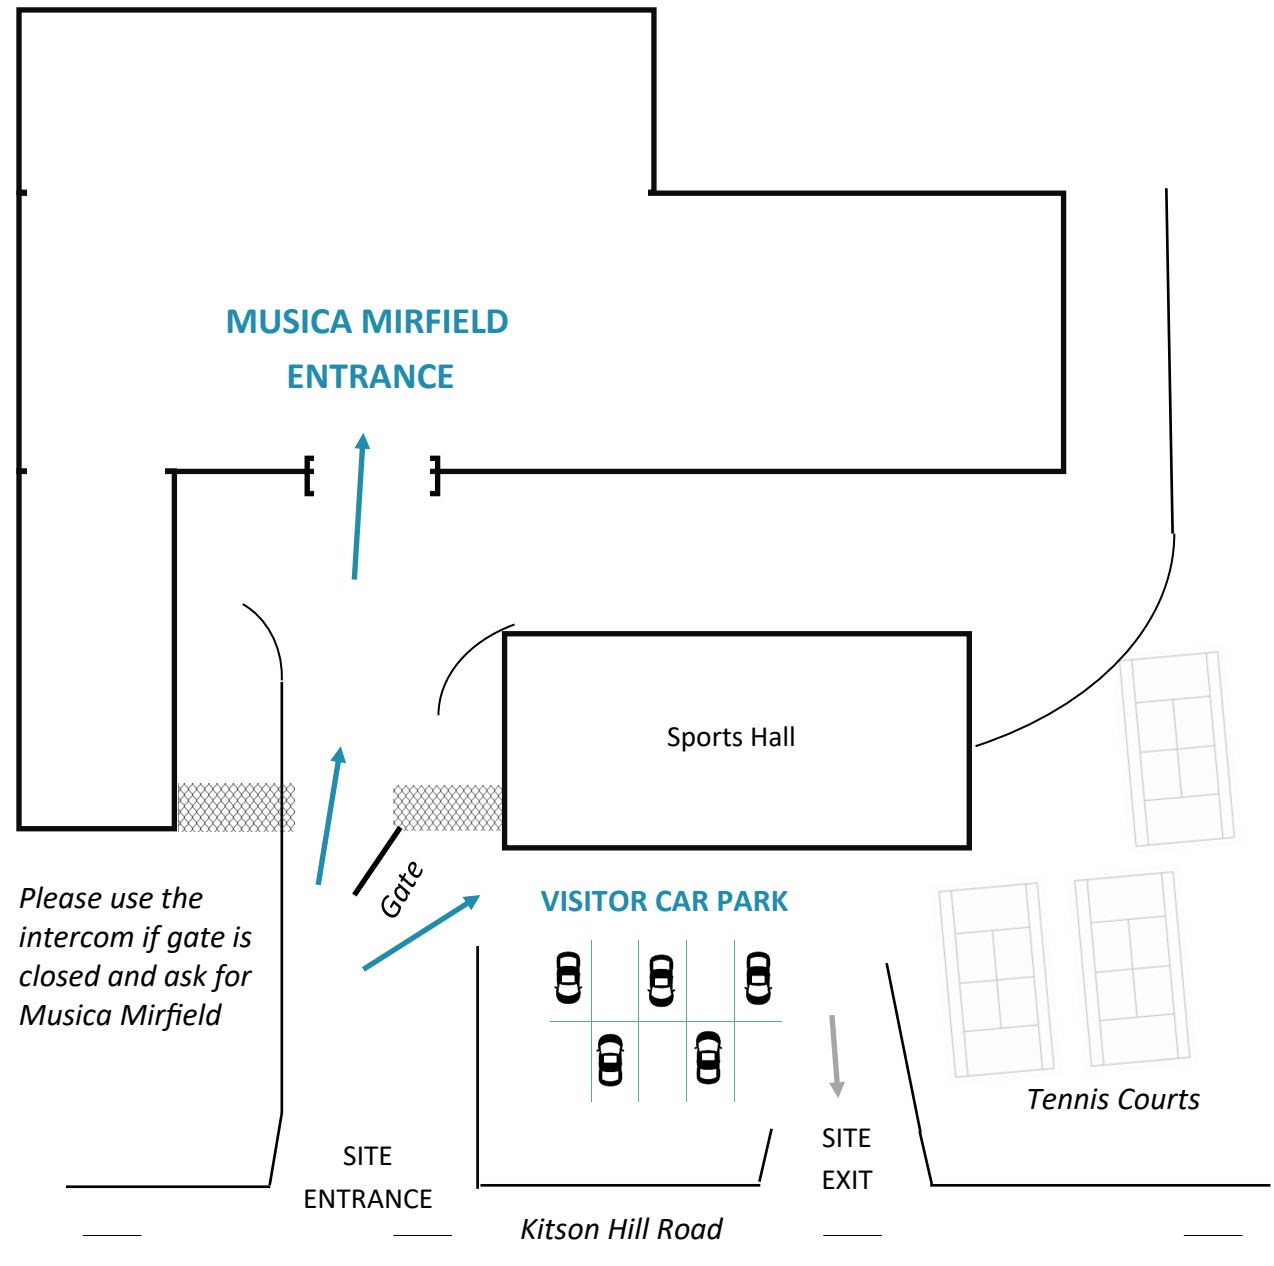 MUSICA MIRFIELD
ENTRANCE
Sports Hall
Gate
Please use the
intercom if gate is
closed and ask for
Musica Mirfield
VISITOR CAR PARK
Tennis Courts
SITE
ENTRANCE
SITE
EXIT
Kitson Hill Road